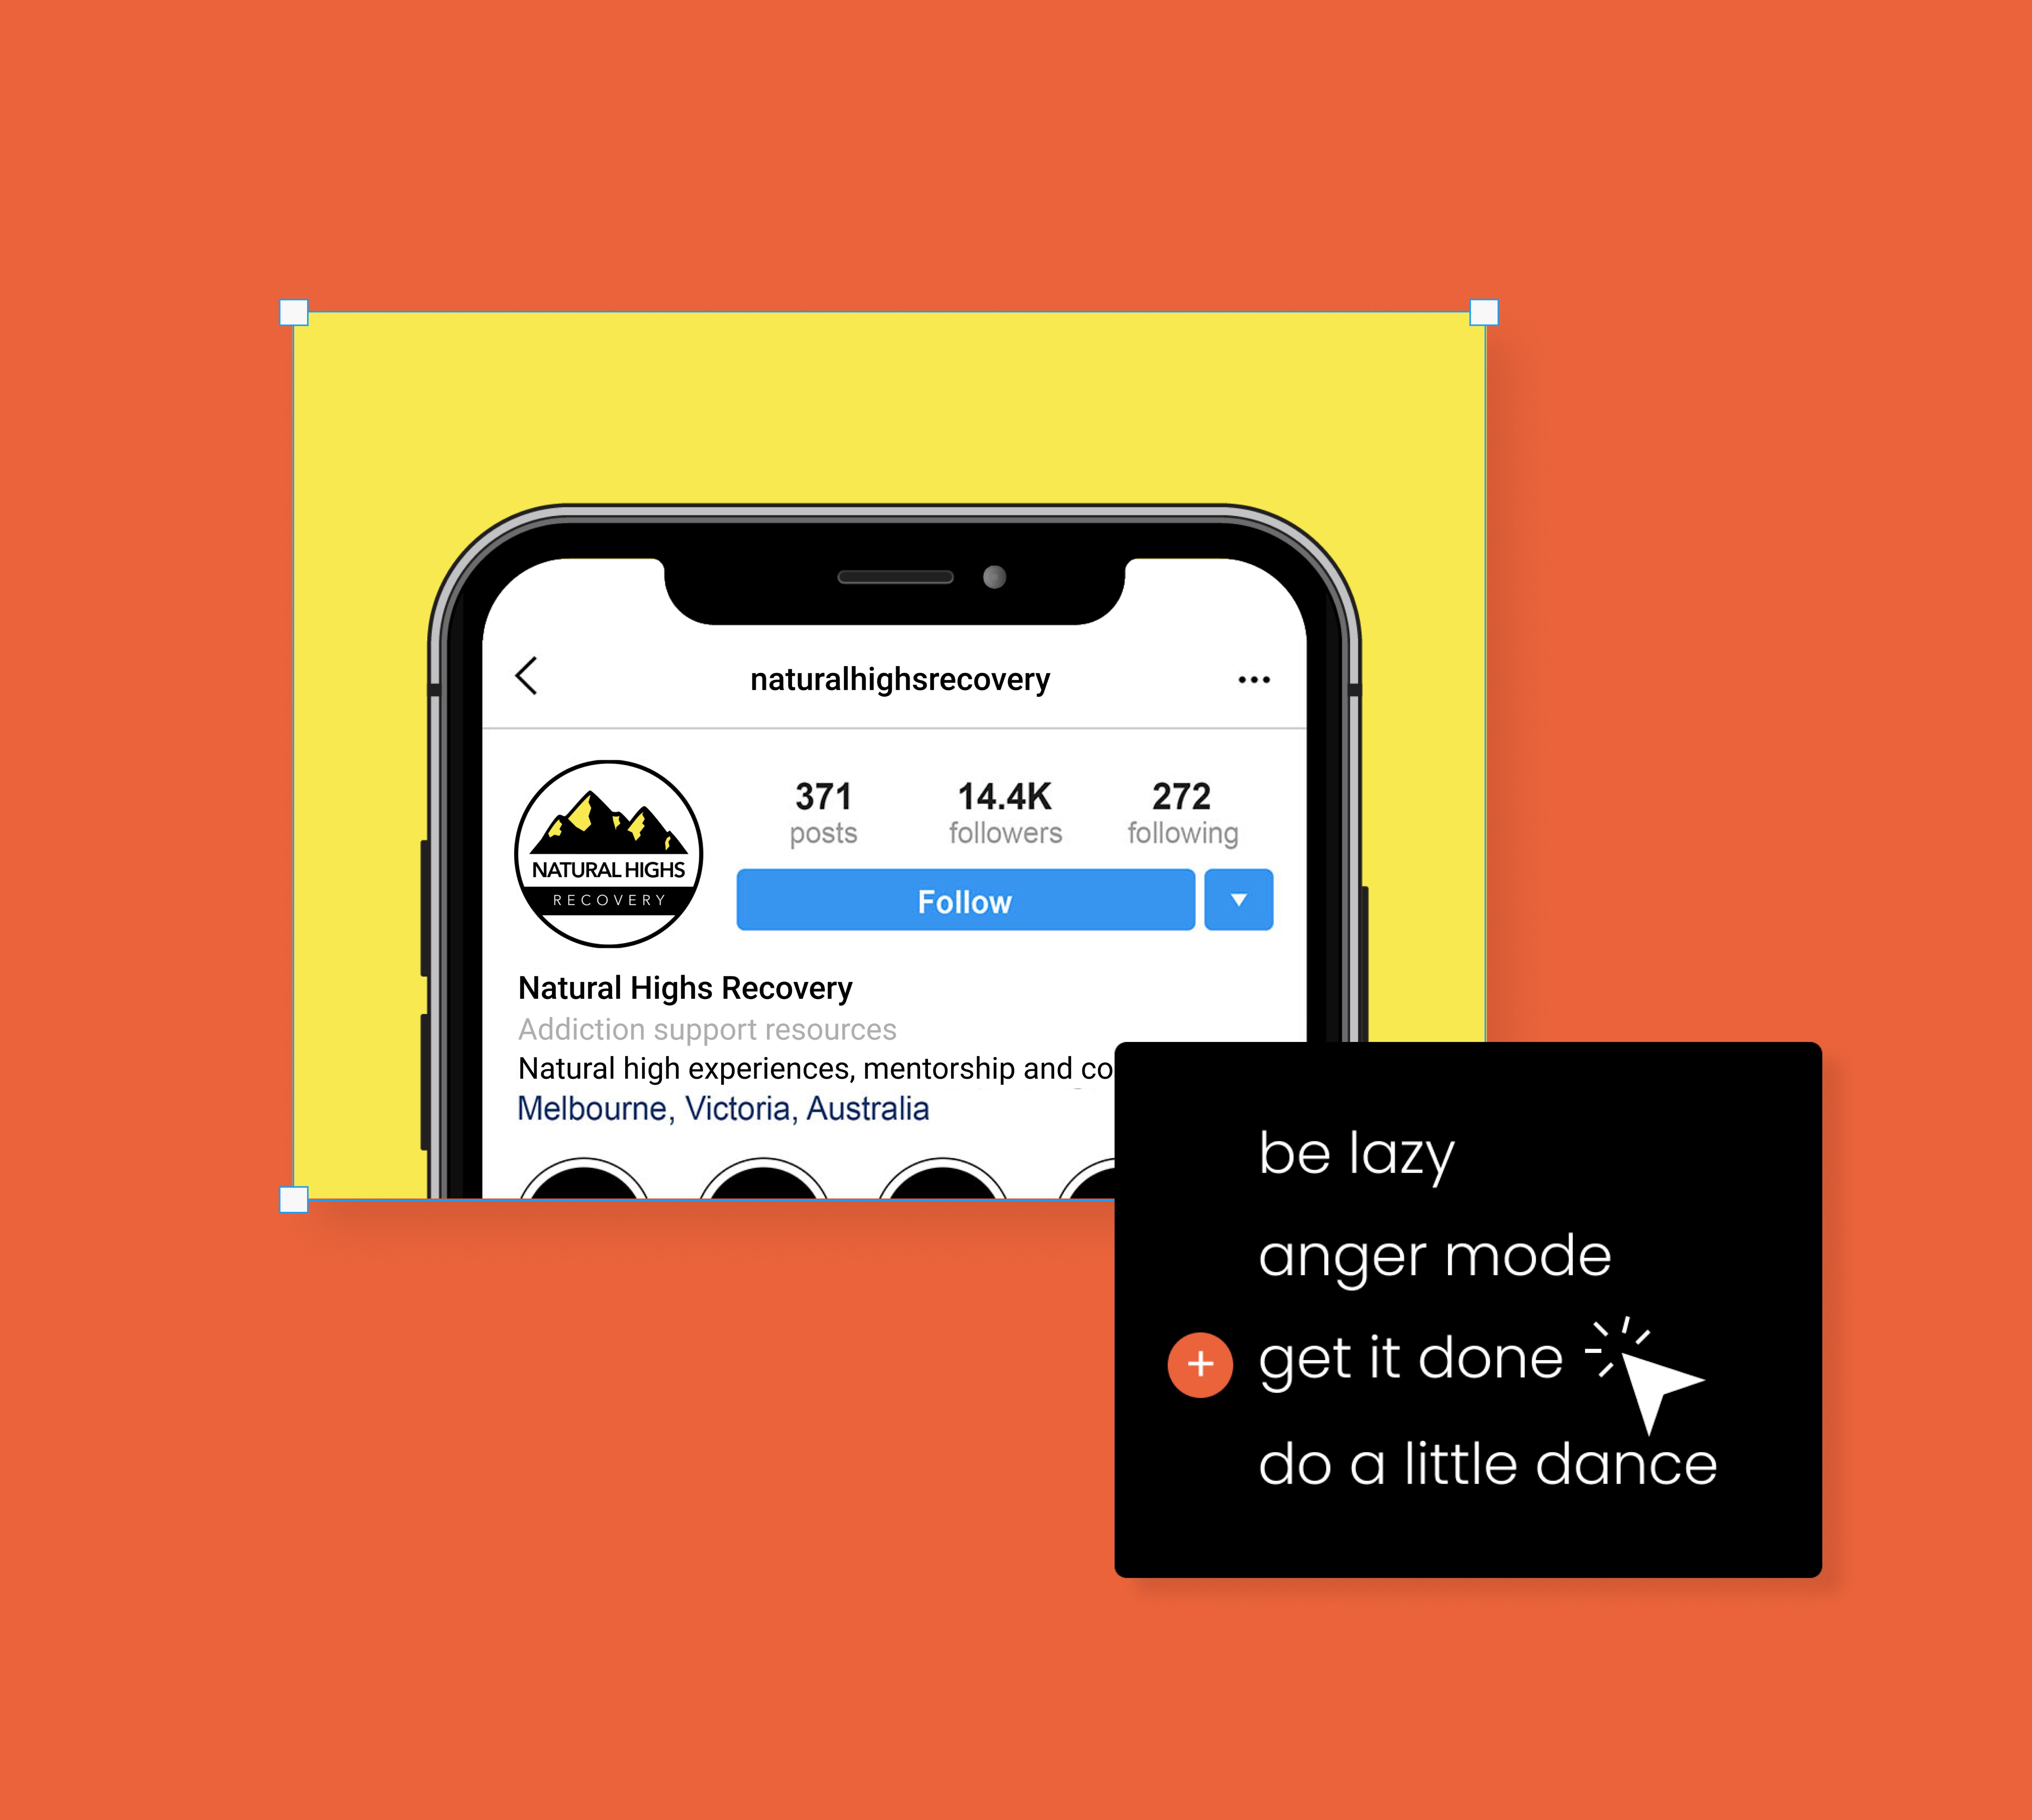 naturalhighsrecovery
371 14.4K 272
posts followers following
NATURAL HIGHS
RECOVERY
Follow
Natural Highs Recovery
Addiction support resources
Natural high experiences, mentorship and co
Melbourne, Victoria, Australia
be lazy
anger mode
+ get it done
do a little dance